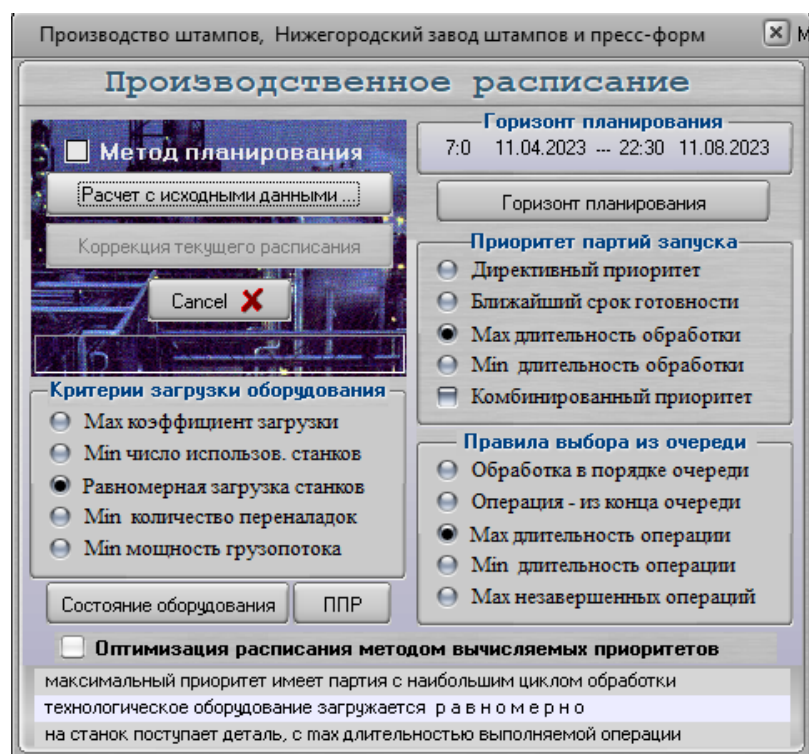 Производство штампов, Нижегородский завод штампов и пресс-форм
М
Производственное расписание
Метод планирования
Расчет с исходными данными ...
Коррекция текущего расписания
Cancel
Горизонт планирования
7:0 11.04.2023 --- 22:30 11.08.2023
Горизонт планирования
Приоритет партий запуска
Директивный приоритет
Ближайший срок готовности
Max длительность обработки
Min длительность обработки
Комбинированный приоритет
Критерии загрузки оборудования
Max коэффициент загрузки
Min число использов. станков
Равномерная загрузка станков
Min количество переналадок
Min мощность грузопотока
Правила выбора из очереди
Обработка в порядке очереди
Операция - из конца очереди
Max длительность операции
Min длительность операции
Max незавершенных операций
Состояние оборудования
ППР
Оптимизация расписания методом вычисляемых приоритетов
максимальный приоритет имеет партия с наибольшим циклом обработки
технологическое оборудование загружается р а в н о м е р н о
на станок поступает деталь, с max длительностью выполняемой операции